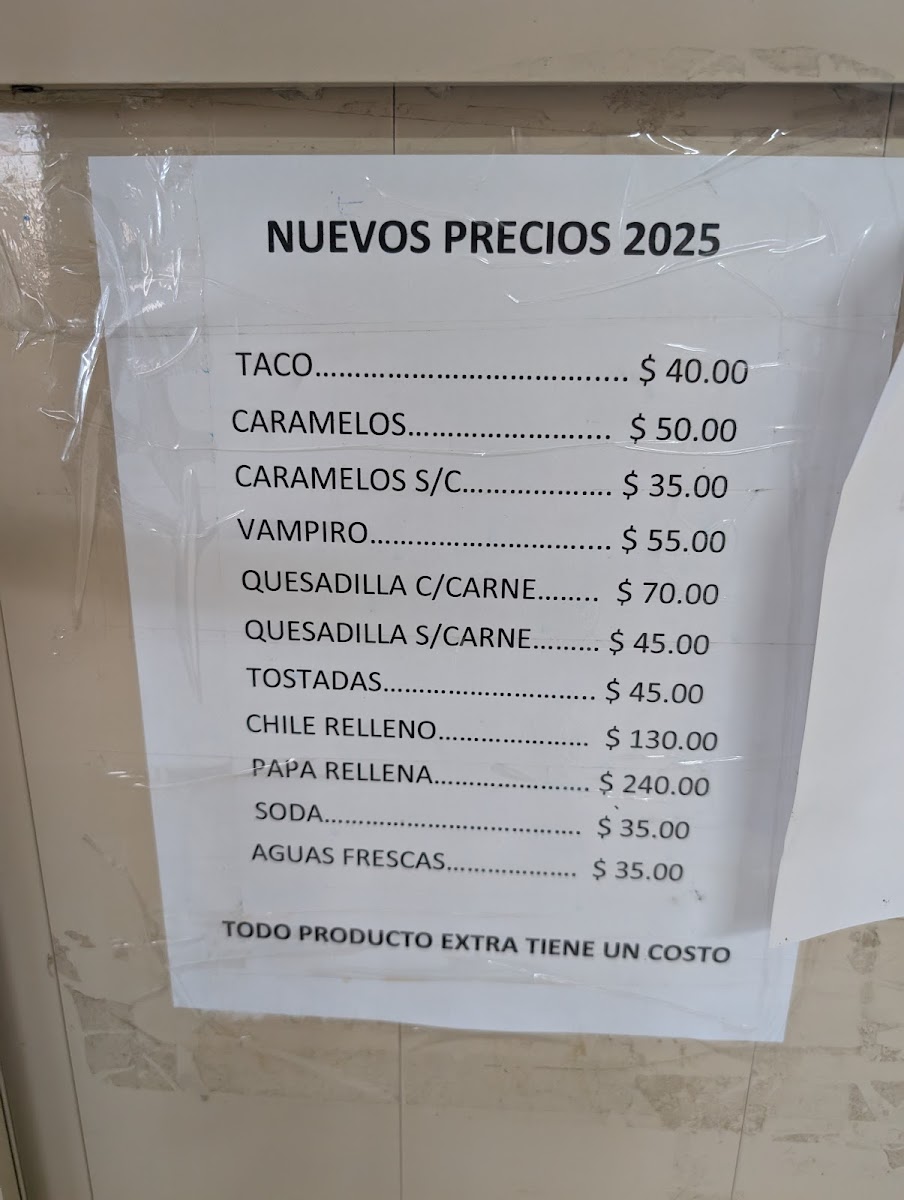 NUEVOS PRECIOS 2025
TACO................................ $ 40.00
CARAMELOS............................ $ 50.00
CARAMELOS S/C.................... $ 35.00
VAMPIRO................................. $ 55.00
QUESADILLA C/CARNE........ $ 70.00
QUESADILLA S/CARNE......... $ 45.00
TOSTADAS............................. $ 45.00
CHILE RELLENO..................... $ 130.00
PAPA RELLENA...................... $ 240.00
SODA.................................... $ 35.00
AGUAS FRESCAS.................. $ 35.00
TODO PRODUCTO EXTRA TIENE UN COSTO